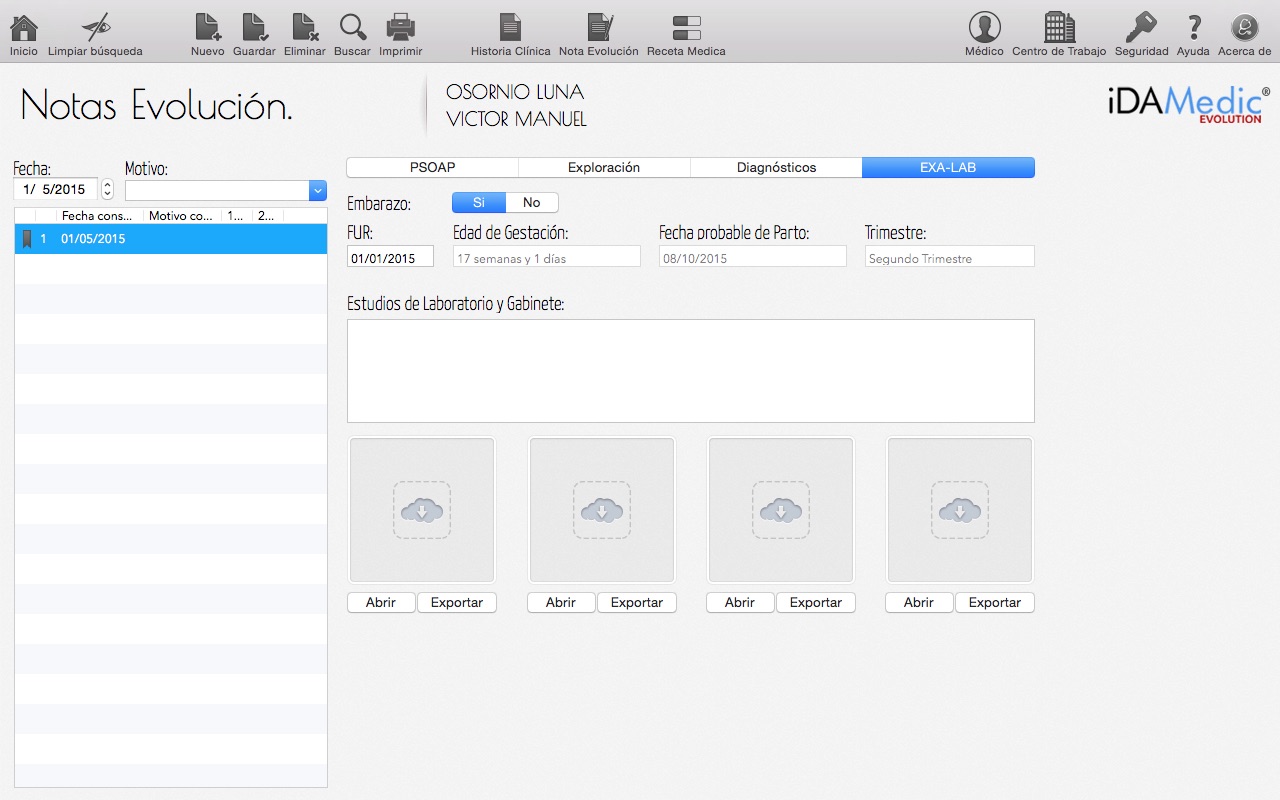 Inicio Limpiar búsqueda Nuevo Guardar Eliminar Buscar Imprimir Historia Clínica Nota Evolución Receta Medica Médico Centro de Trabajo Seguridad Ayuda Acerca de
Notas Evolución.
OSORNIO LUNA
VICTOR MANUEL
iDAMedic®
EVOLUTION
Fecha: Motivo:
1/ 5/2015
Fecha cons... Motivo co... 1... 2...
1 01/05/2015
PSOAP Exploración Diagnósticos EXA-LAB
Embarazo: Si No
FUR: Edad de Gestación: Fecha probable de Parto: Trimestre:
01/01/2015 17 semanas y 1 días 08/10/2015 Segundo Trimestre
Estudios de Laboratorio y Gabinete:
Abrir Exportar Abrir Exportar Abrir Exportar Abrir Exportar